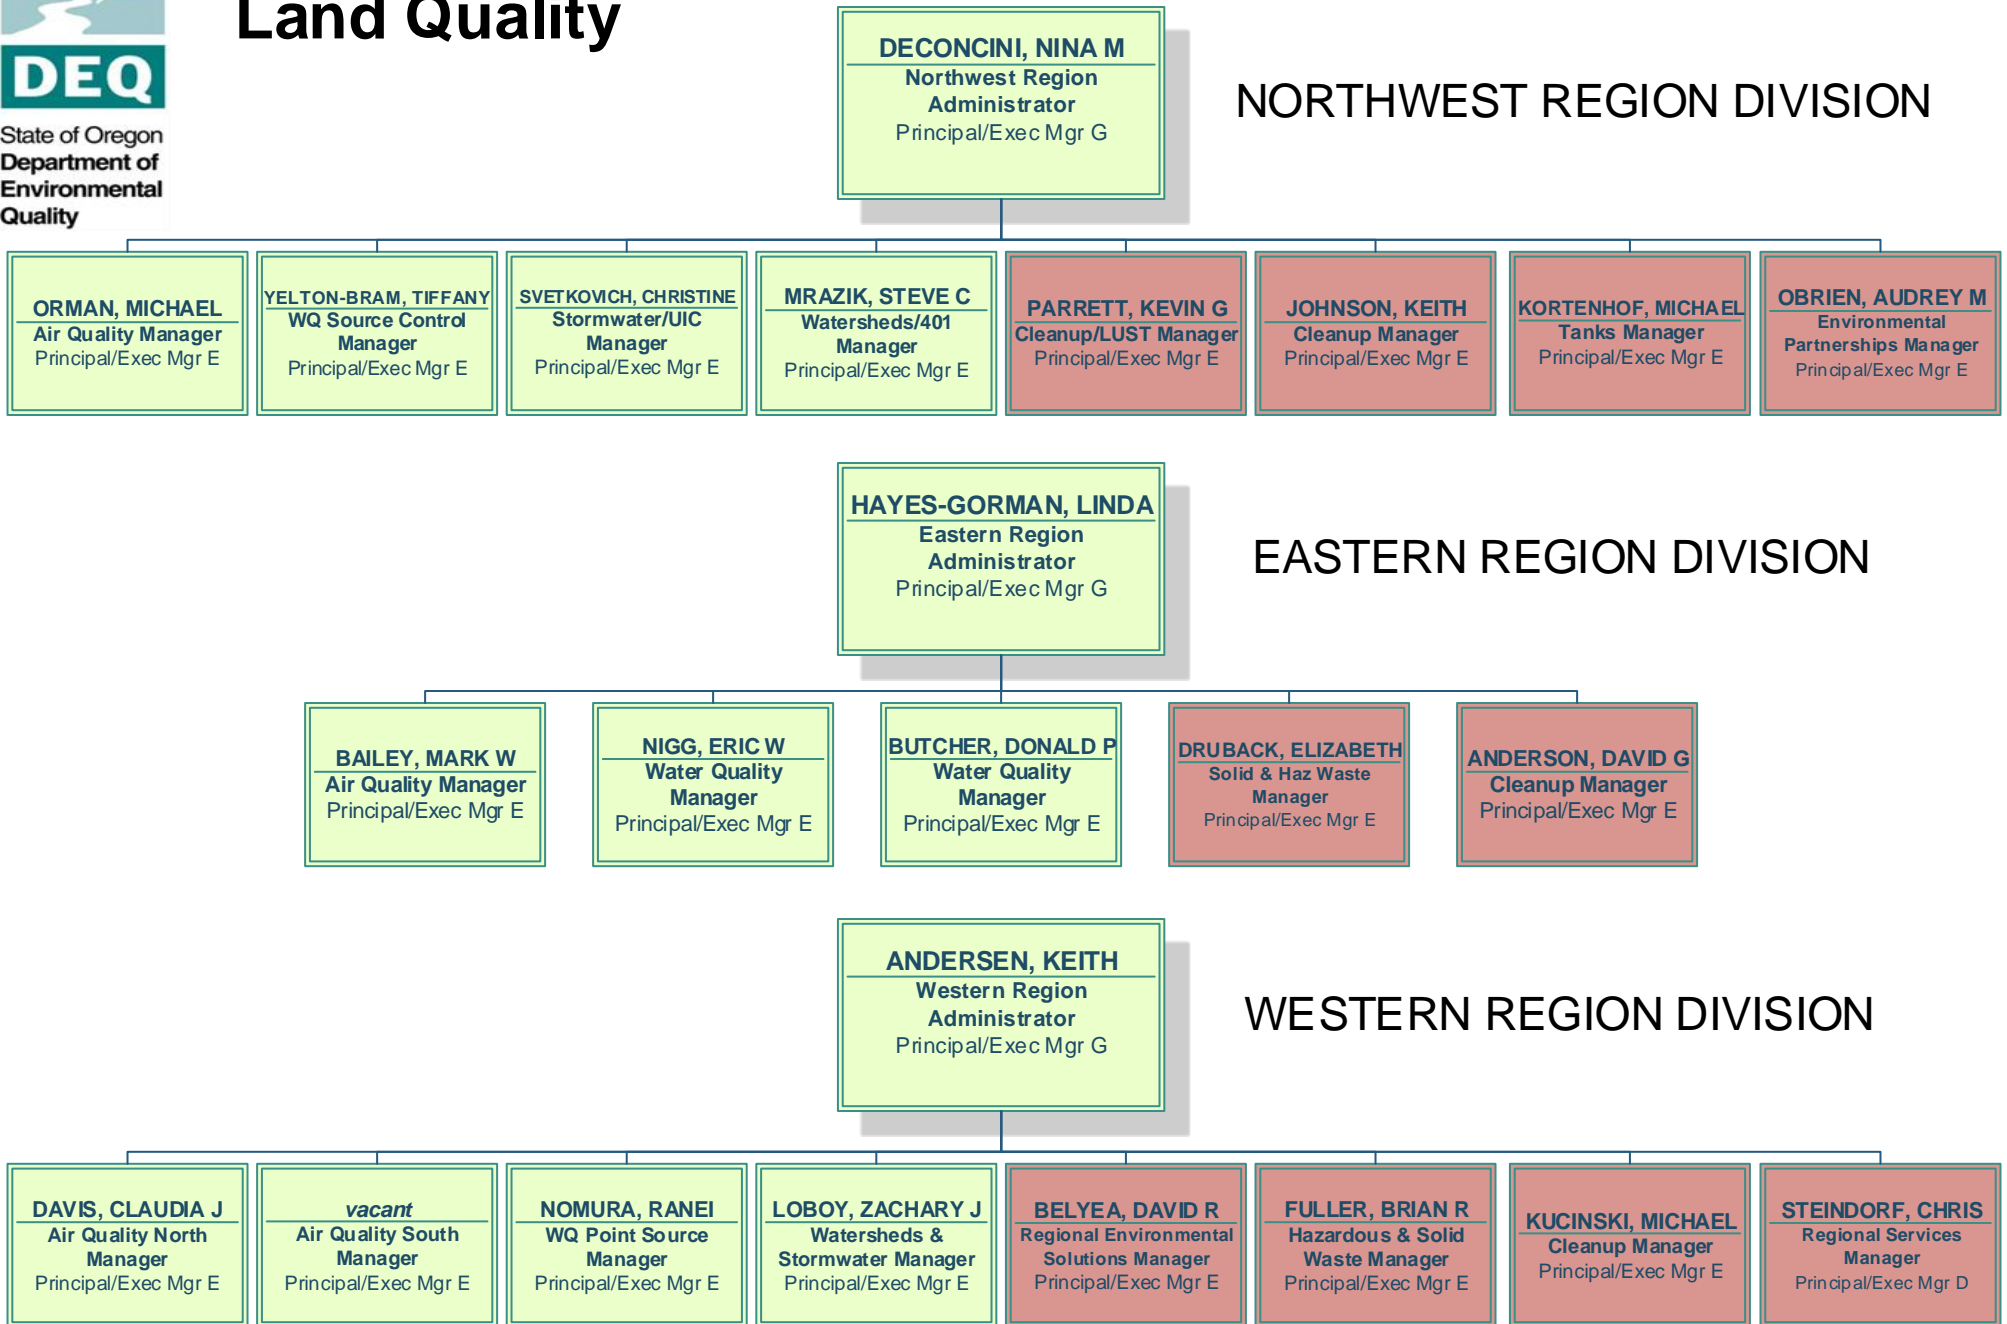 Land Quality
DEQ
State of Oregon
Department of
Environmental
Quality
DECONCINI, NINA M
Northwest Region
Administrator
Principal/Exec Mgr G
NORTHWEST REGION DIVISION
ORMAN, MICHAEL
Air Quality Manager
Principal/Exec Mgr E
YELTON-BRAM, TIFFANY
WQ Source Control
Manager
Principal/Exec Mgr E
SVETKOVICH, CHRISTINE
Stormwater/UIC
Manager
Principal/Exec Mgr E
MRAZIK, STEVE C
Watersheds/401
Manager
Principal/Exec Mgr E
PARRETT, KEVIN G
Cleanup/LUST Manager
Principal/Exec Mgr E
JOHNSON, KEITH
Cleanup Manager
Principal/Exec Mgr E
KORTENHOF, MICHAEL
Tanks Manager
Principal/Exec Mgr E
OBRIEN, AUDREY M
Environmental
Partnerships Manager
Principal/Exec Mgr E
HAYES-GORMAN, LINDA
Eastern Region
Administrator
Principal/Exec Mgr G
EASTERN REGION DIVISION
BAILEY, MARK W
Air Quality Manager
Principal/Exec Mgr E
NIGG, ERIC W
Water Quality
Manager
Principal/Exec Mgr E
BUTCHER, DONALD P
Water Quality
Manager
Principal/Exec Mgr E
DRUBACK, ELIZABETH
Solid & Haz Waste
Manager
Principal/Exec Mgr E
ANDERSON, DAVID G
Cleanup Manager
Principal/Exec Mgr E
ANDERSEN, KEITH
Western Region
Administrator
Principal/Exec Mgr G
WESTERN REGION DIVISION
DAVIS, CLAUDIA J
Air Quality North
Manager
Principal/Exec Mgr E
vacant
Air Quality South
Manager
Principal/Exec Mgr E
NOMURA, RANEI
WQ Point Source
Manager
Principal/Exec Mgr E
LOBOY, ZACHARY J
Watersheds &
Stormwater Manager
Principal/Exec Mgr E
BELYEA, DAVID R
Regional Environmental
Solutions Manager
Principal/Exec Mgr E
FULLER, BRIAN R
Hazardous & Solid
Waste Manager
Principal/Exec Mgr E
KUCINSKI, MICHAEL
Cleanup Manager
Principal/Exec Mgr E
STEINDORF, CHRIS
Regional Services
Manager
Principal/Exec Mgr D